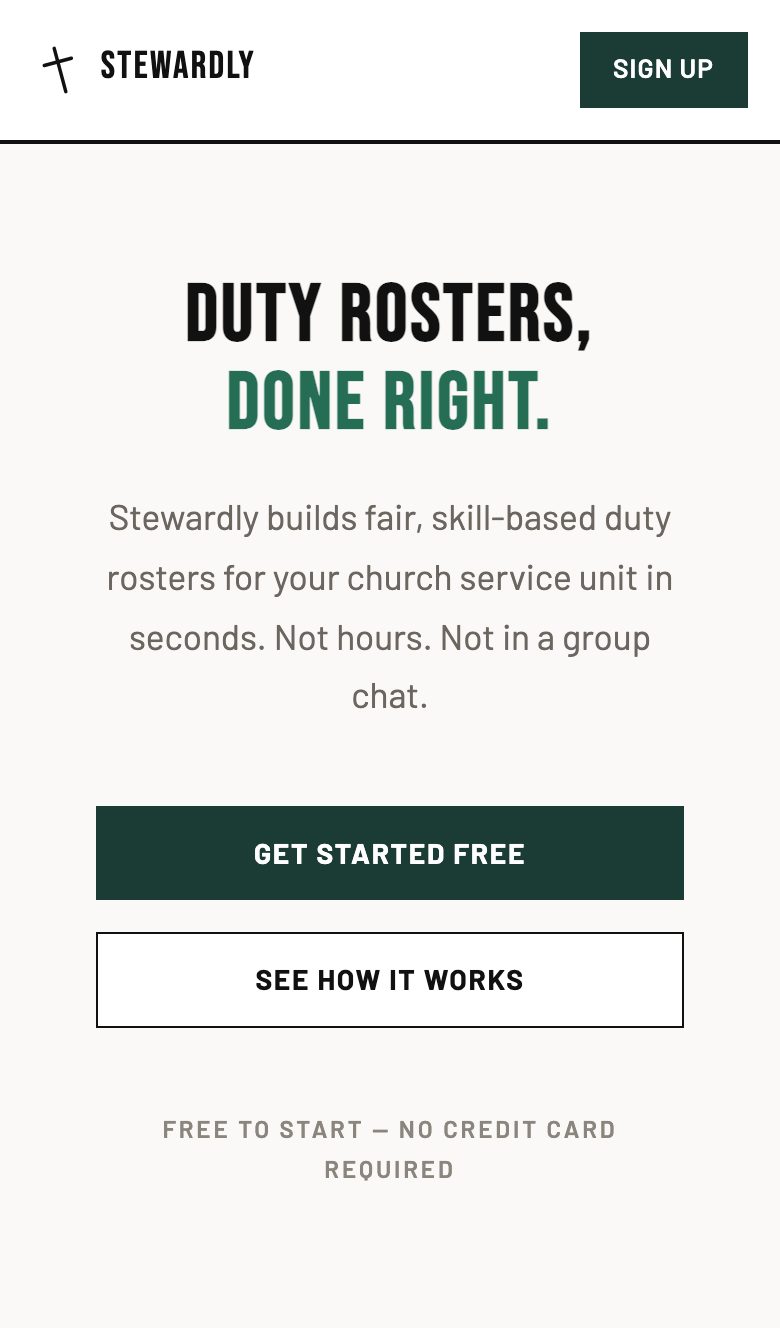 STEWARDLY
SIGN UP
DUTY ROSTERS,
DONE RIGHT.
Stewardly builds fair, skill-based duty
rosters for your church service unit in
seconds. Not hours. Not in a group
chat.
GET STARTED FREE
SEE HOW IT WORKS
FREE TO START — NO CREDIT CARD
REQUIRED